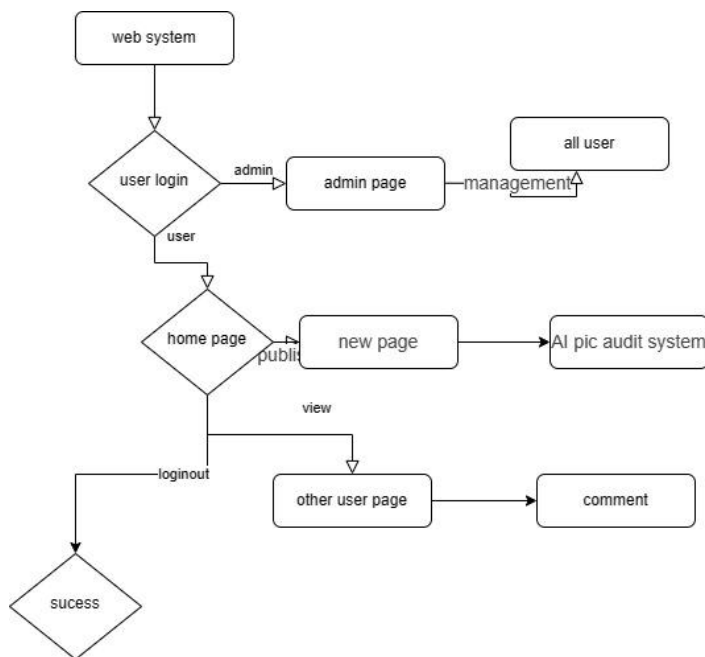 web system
all user
admin
user login
admin page
management
user
home page
publis
new page
AI pic audit system
view
loginout
other user page
comment
sucess